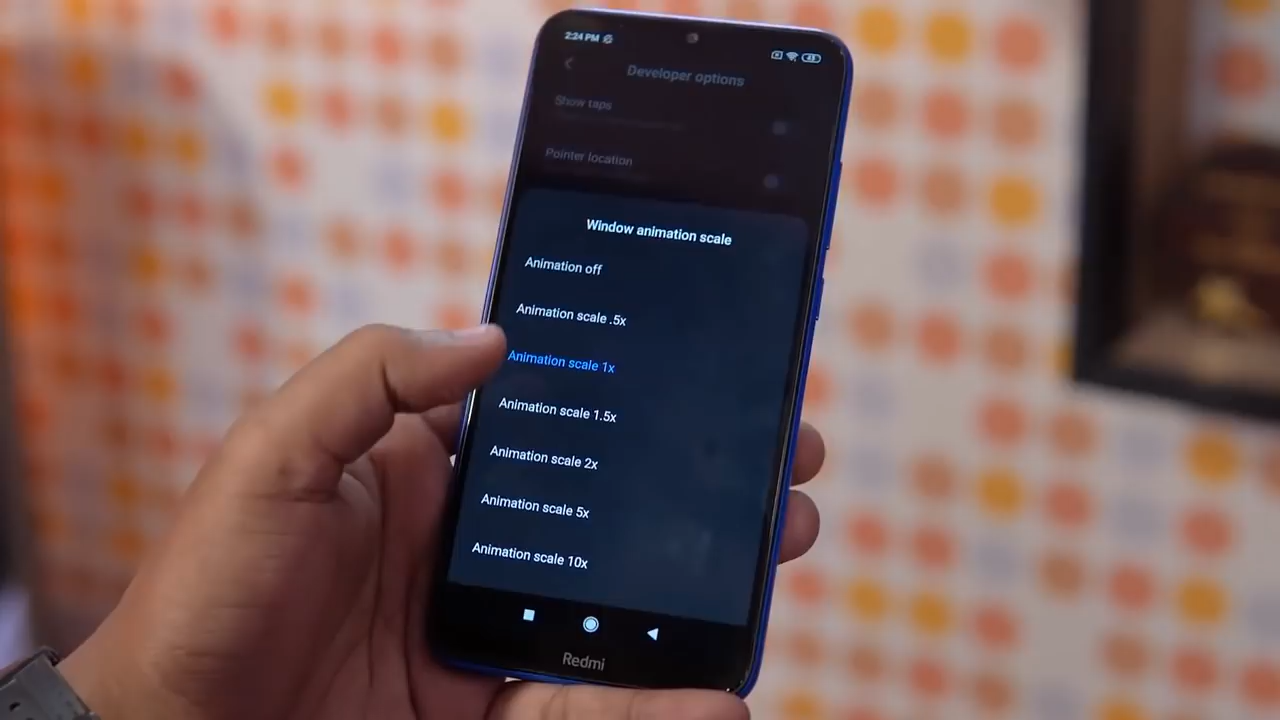 2:24 PM
48
Developer options
Show taps
Pointer location
Window animation scale
Animation off
Animation scale .5x
Animation scale 1x
Animation scale 1.5x
Animation scale 2x
Animation scale 5x
Animation scale 10x
Redmi